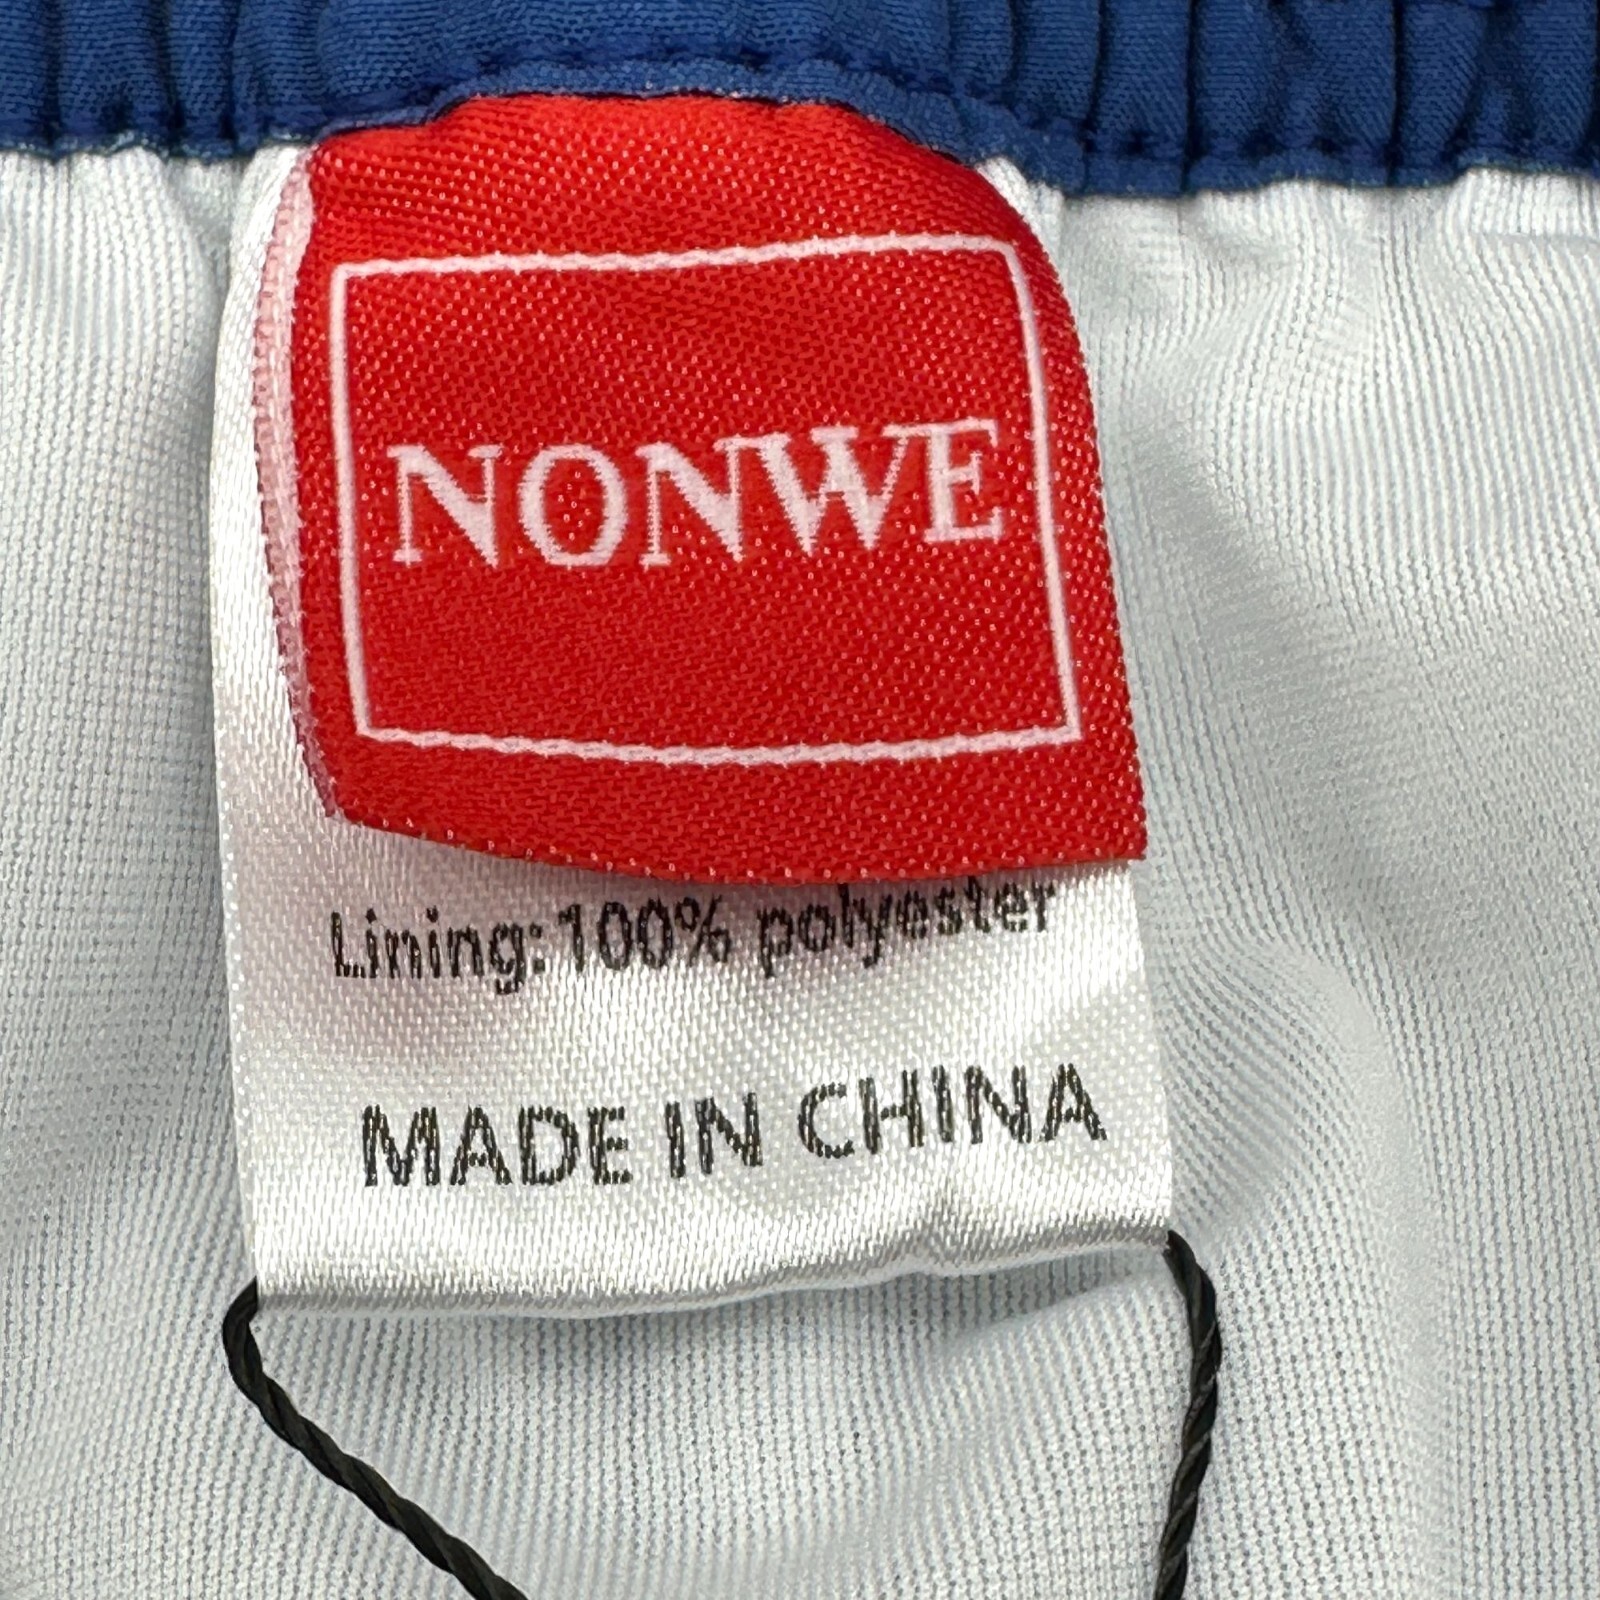 NONWE
Lining: 100% polyester
MADE IN CHINA